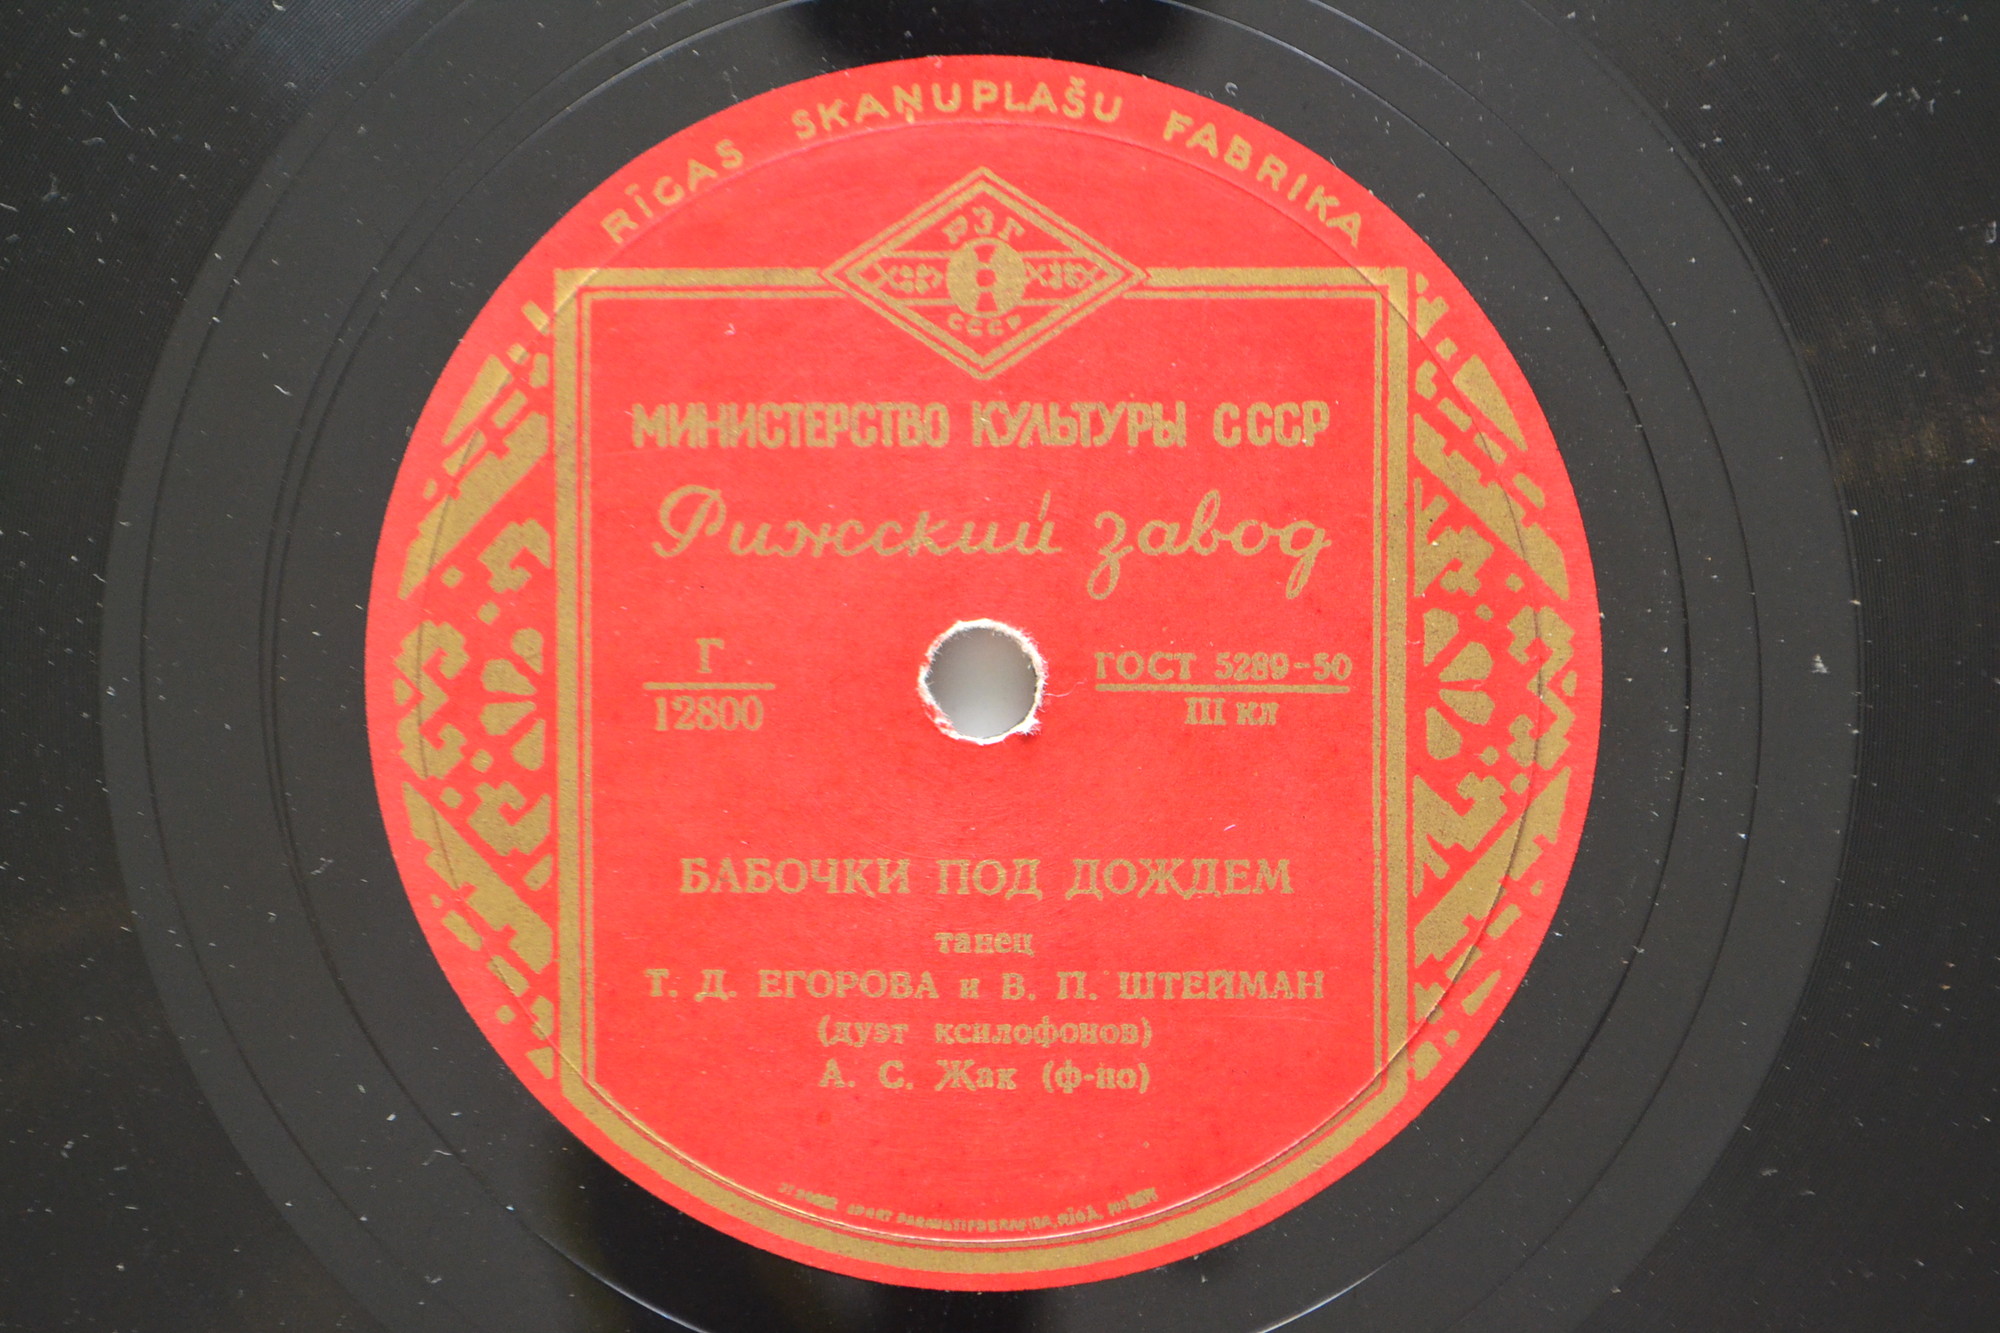 RĪGAS SKAŅUPLAŠU FABRIKA
РЗГ
СССР
МИНИСТЕРСТВО КУЛЬТУРЫ СССР
Рижский завод
Г
12800
ГОСТ 5289-50
III кл
БАБОЧКИ ПОД ДОЖДЕМ
танец
Т. Д. ЕГОРОВА и В. П. ШТЕЙМАН
(дуэт ксилофонов)
А. С. Жак (ф-но)